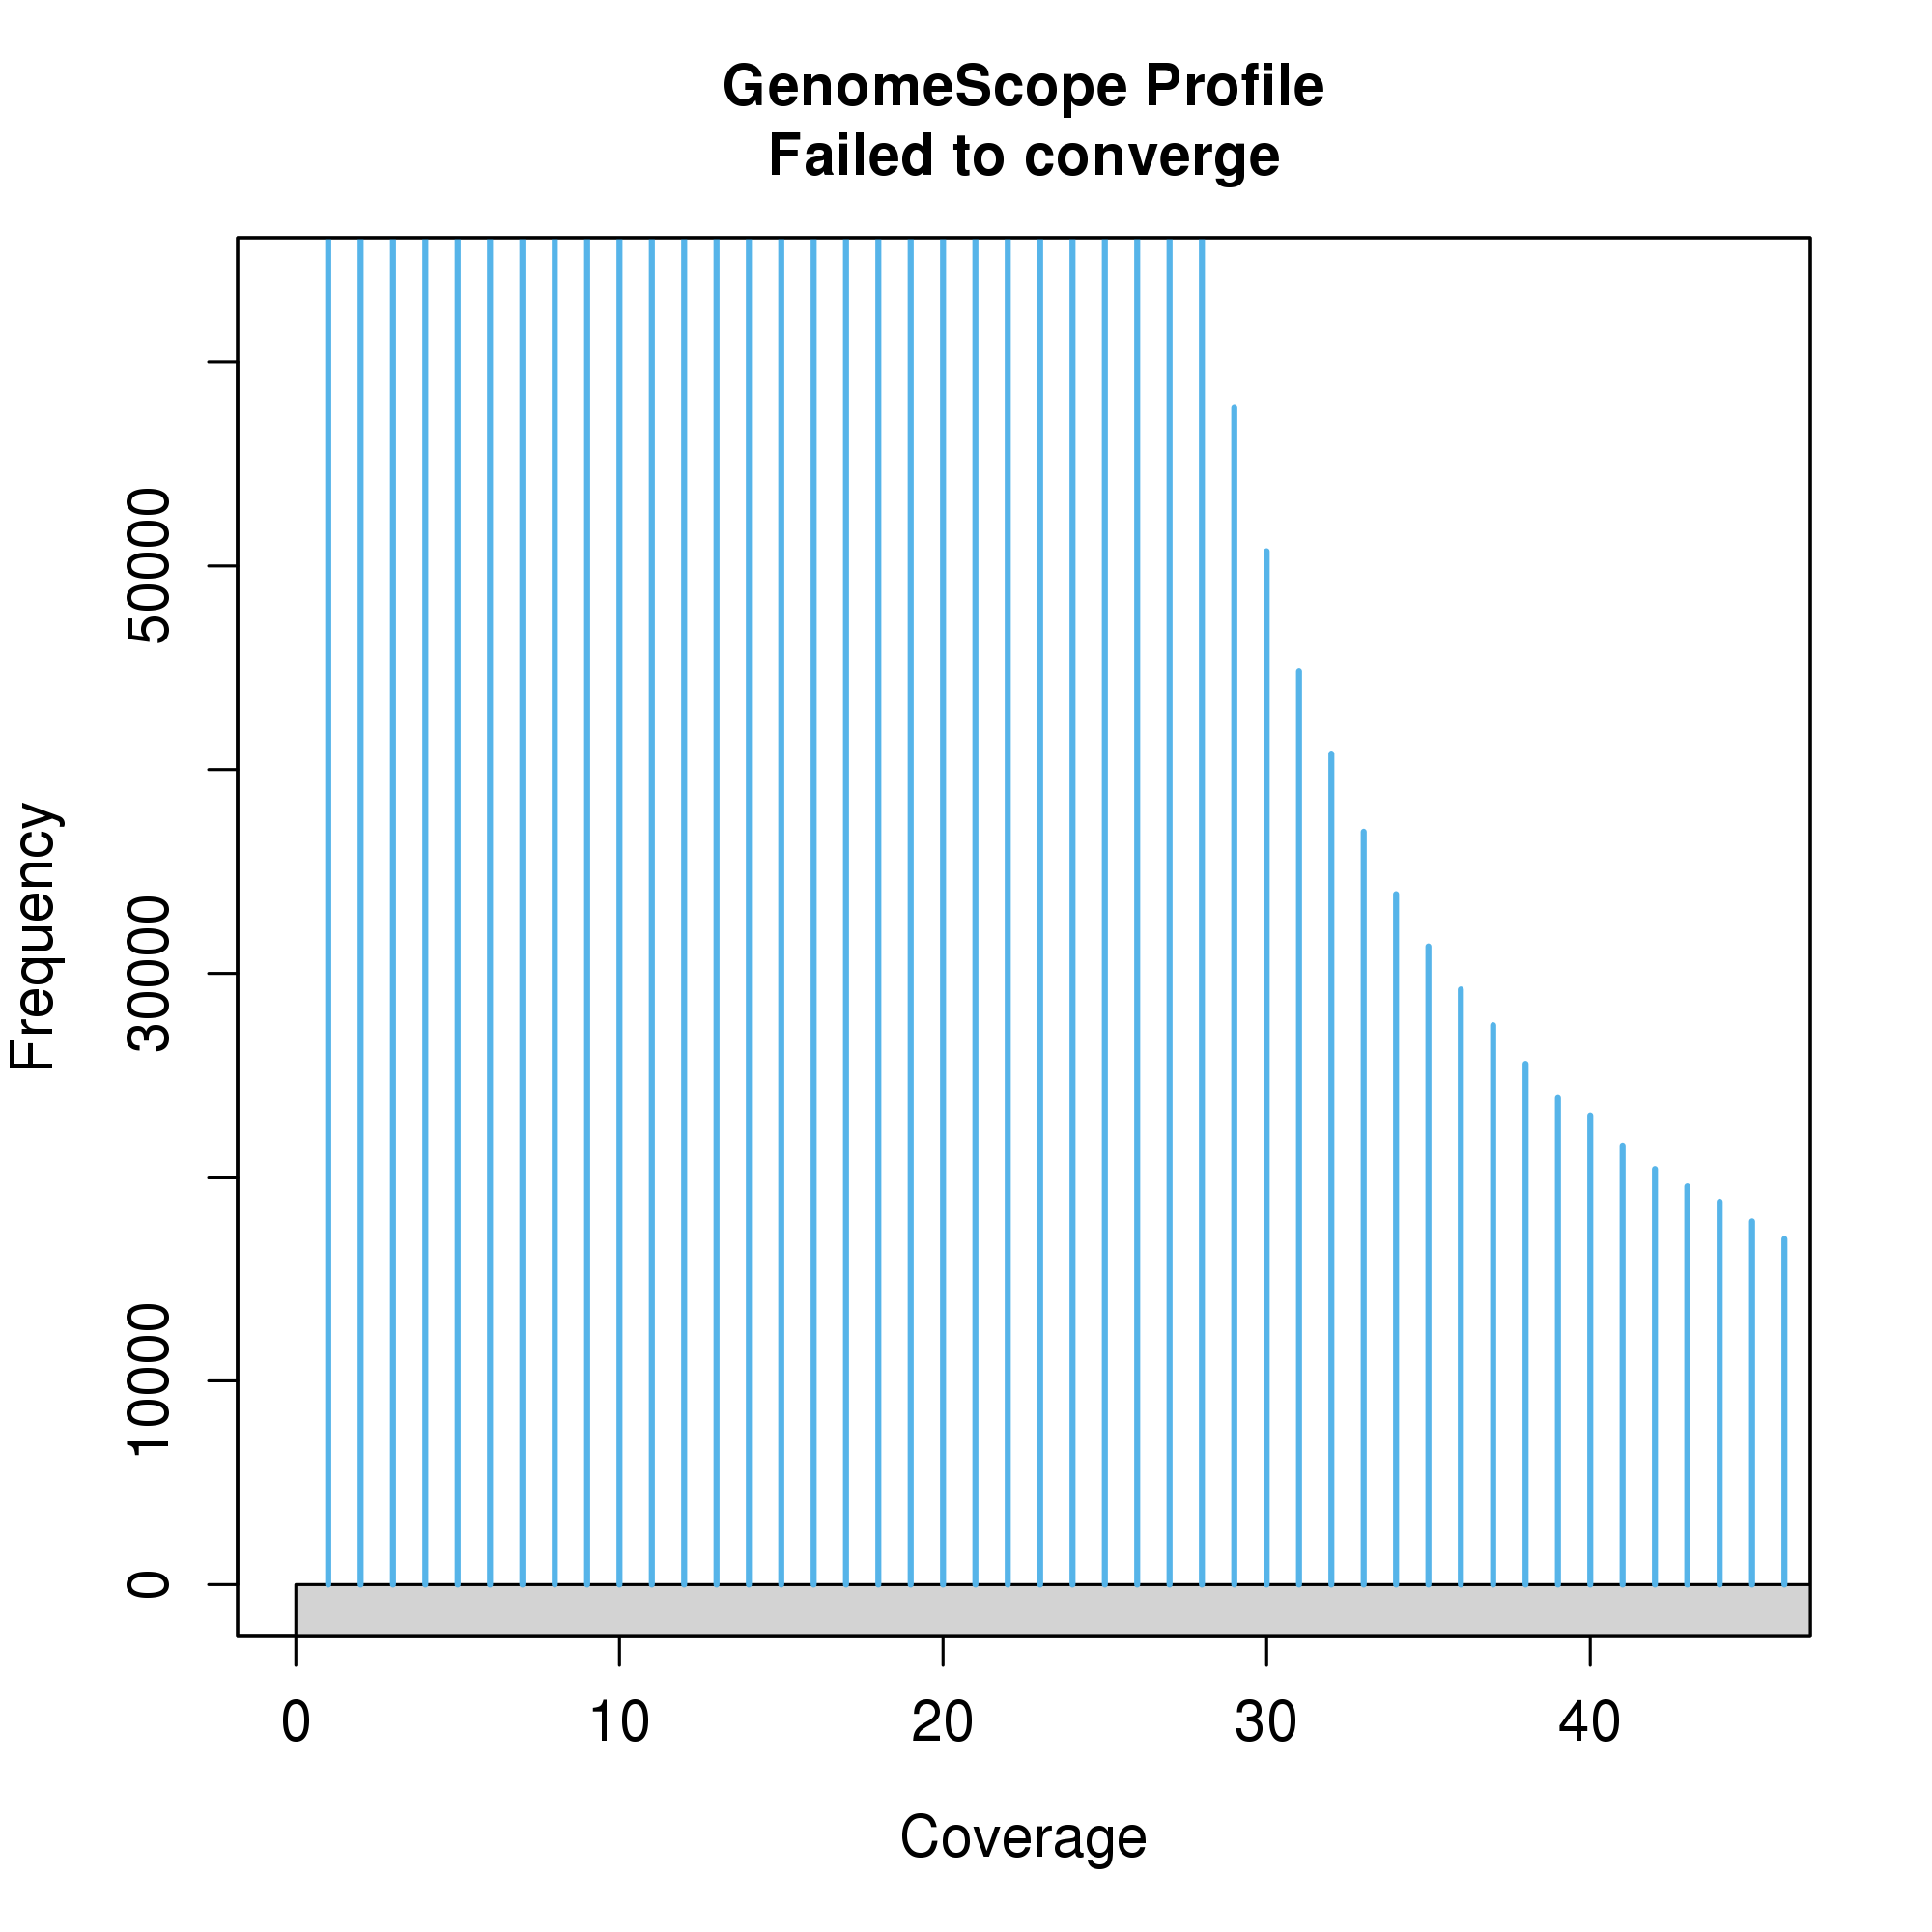 GenomeScope Profile
Failed to converge
Frequency
50000
30000
10000
0
0 10 20 30 40
Coverage